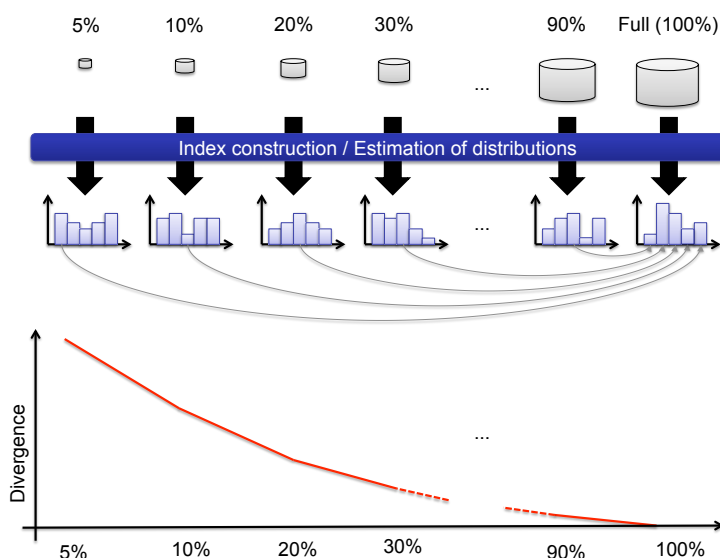 5% 10% 20% 30% 90% Full (100%)
...
Index construction / Estimation of distributions
...
...
Divergence
5% 10% 20% 30% 90% 100%